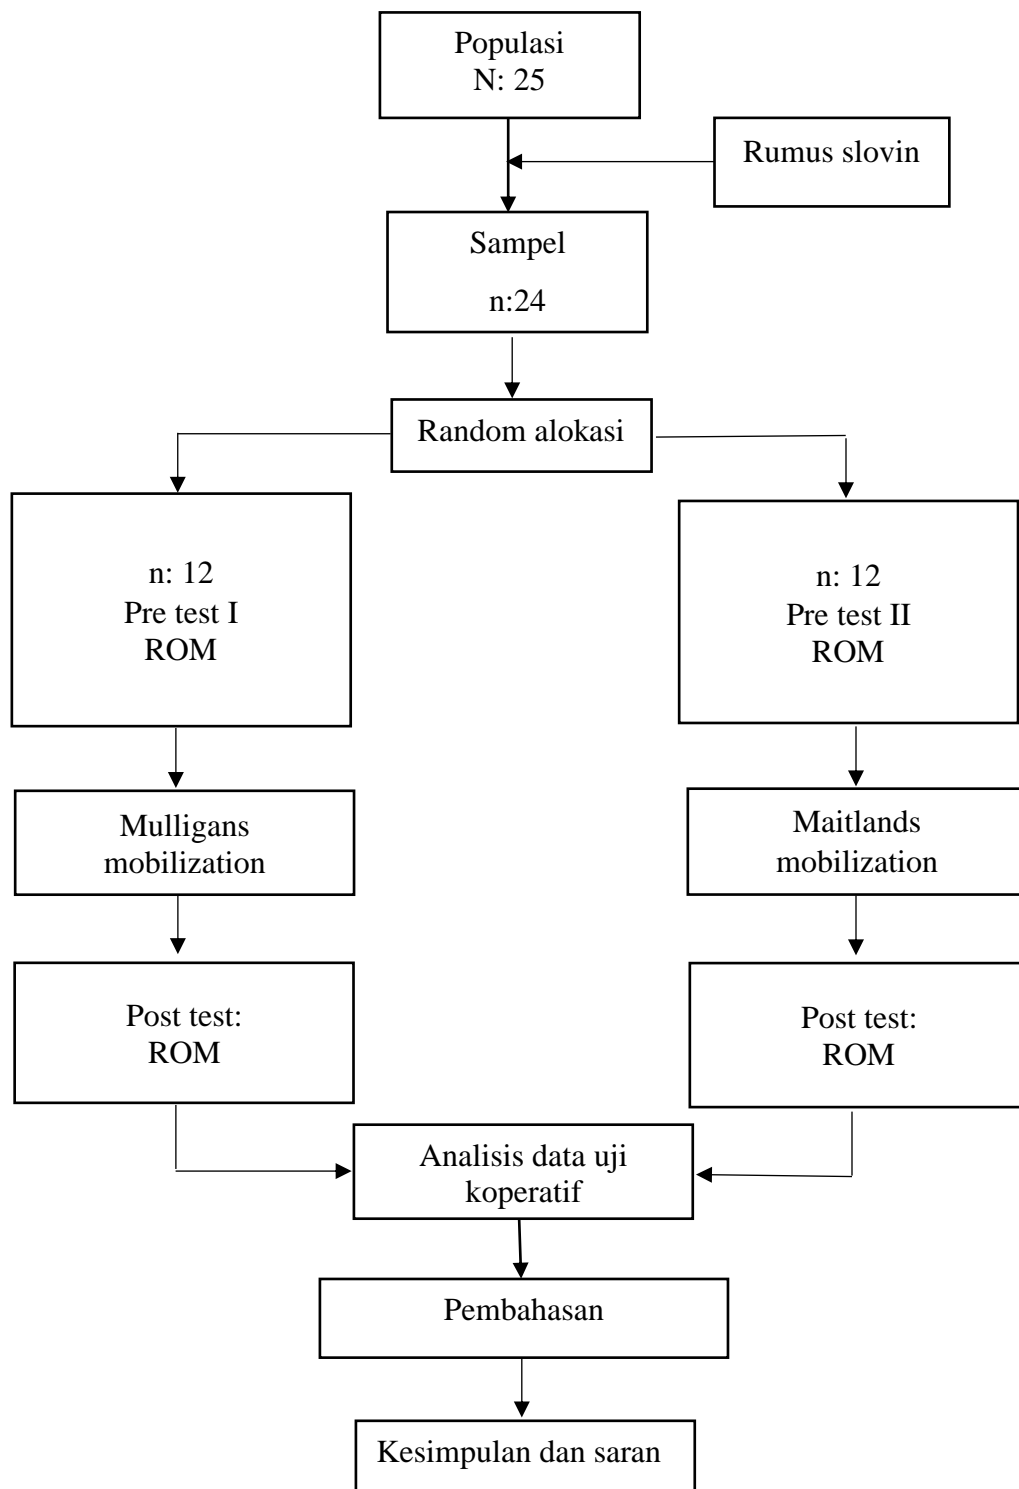 Populasi
N: 25
Rumus slovin
Sampel
n:24
Random alokasi
n: 12
Pre test I
ROM
n: 12
Pre test II
ROM
Mulligans
mobilization
Maitlands
mobilization
Post test:
ROM
Post test:
ROM
Analisis data uji
koperatif
Pembahasan
Kesimpulan dan saran